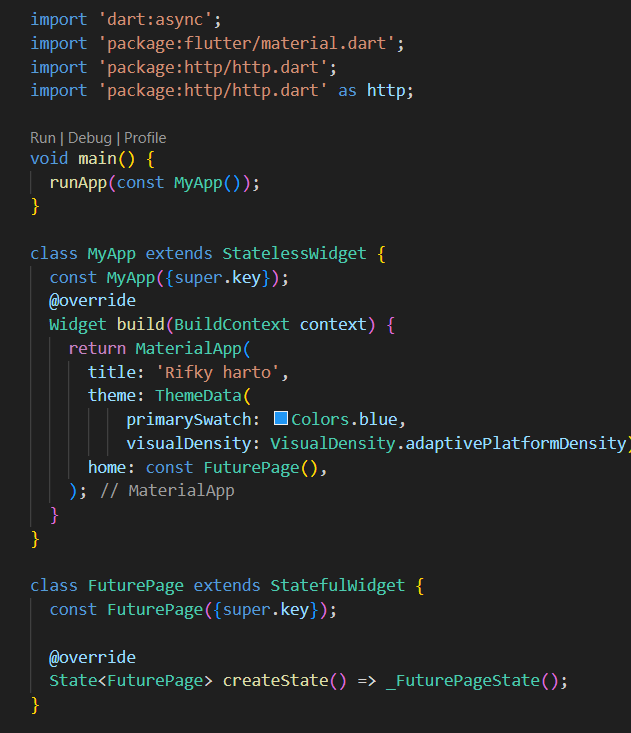 import 'dart:async';
import 'package:flutter/material.dart';
import 'package:http/http.dart';
import 'package:http/http.dart' as http;
Run | Debug | Profile
void main() {
  runApp(const MyApp());
}
class MyApp extends StatelessWidget {
  const MyApp({super.key});
  @override
  Widget build(BuildContext context) {
    return MaterialApp(
      title: 'Rifky harto',
      theme: ThemeData(
          primarySwatch: Colors.blue,
          visualDensity: VisualDensity.adaptivePlatformDensity)
      home: const FuturePage(),
    ); // MaterialApp
  }
}
class FuturePage extends StatefulWidget {
  const FuturePage({super.key});
  @override
  State<FuturePage> createState() => _FuturePageState();
}